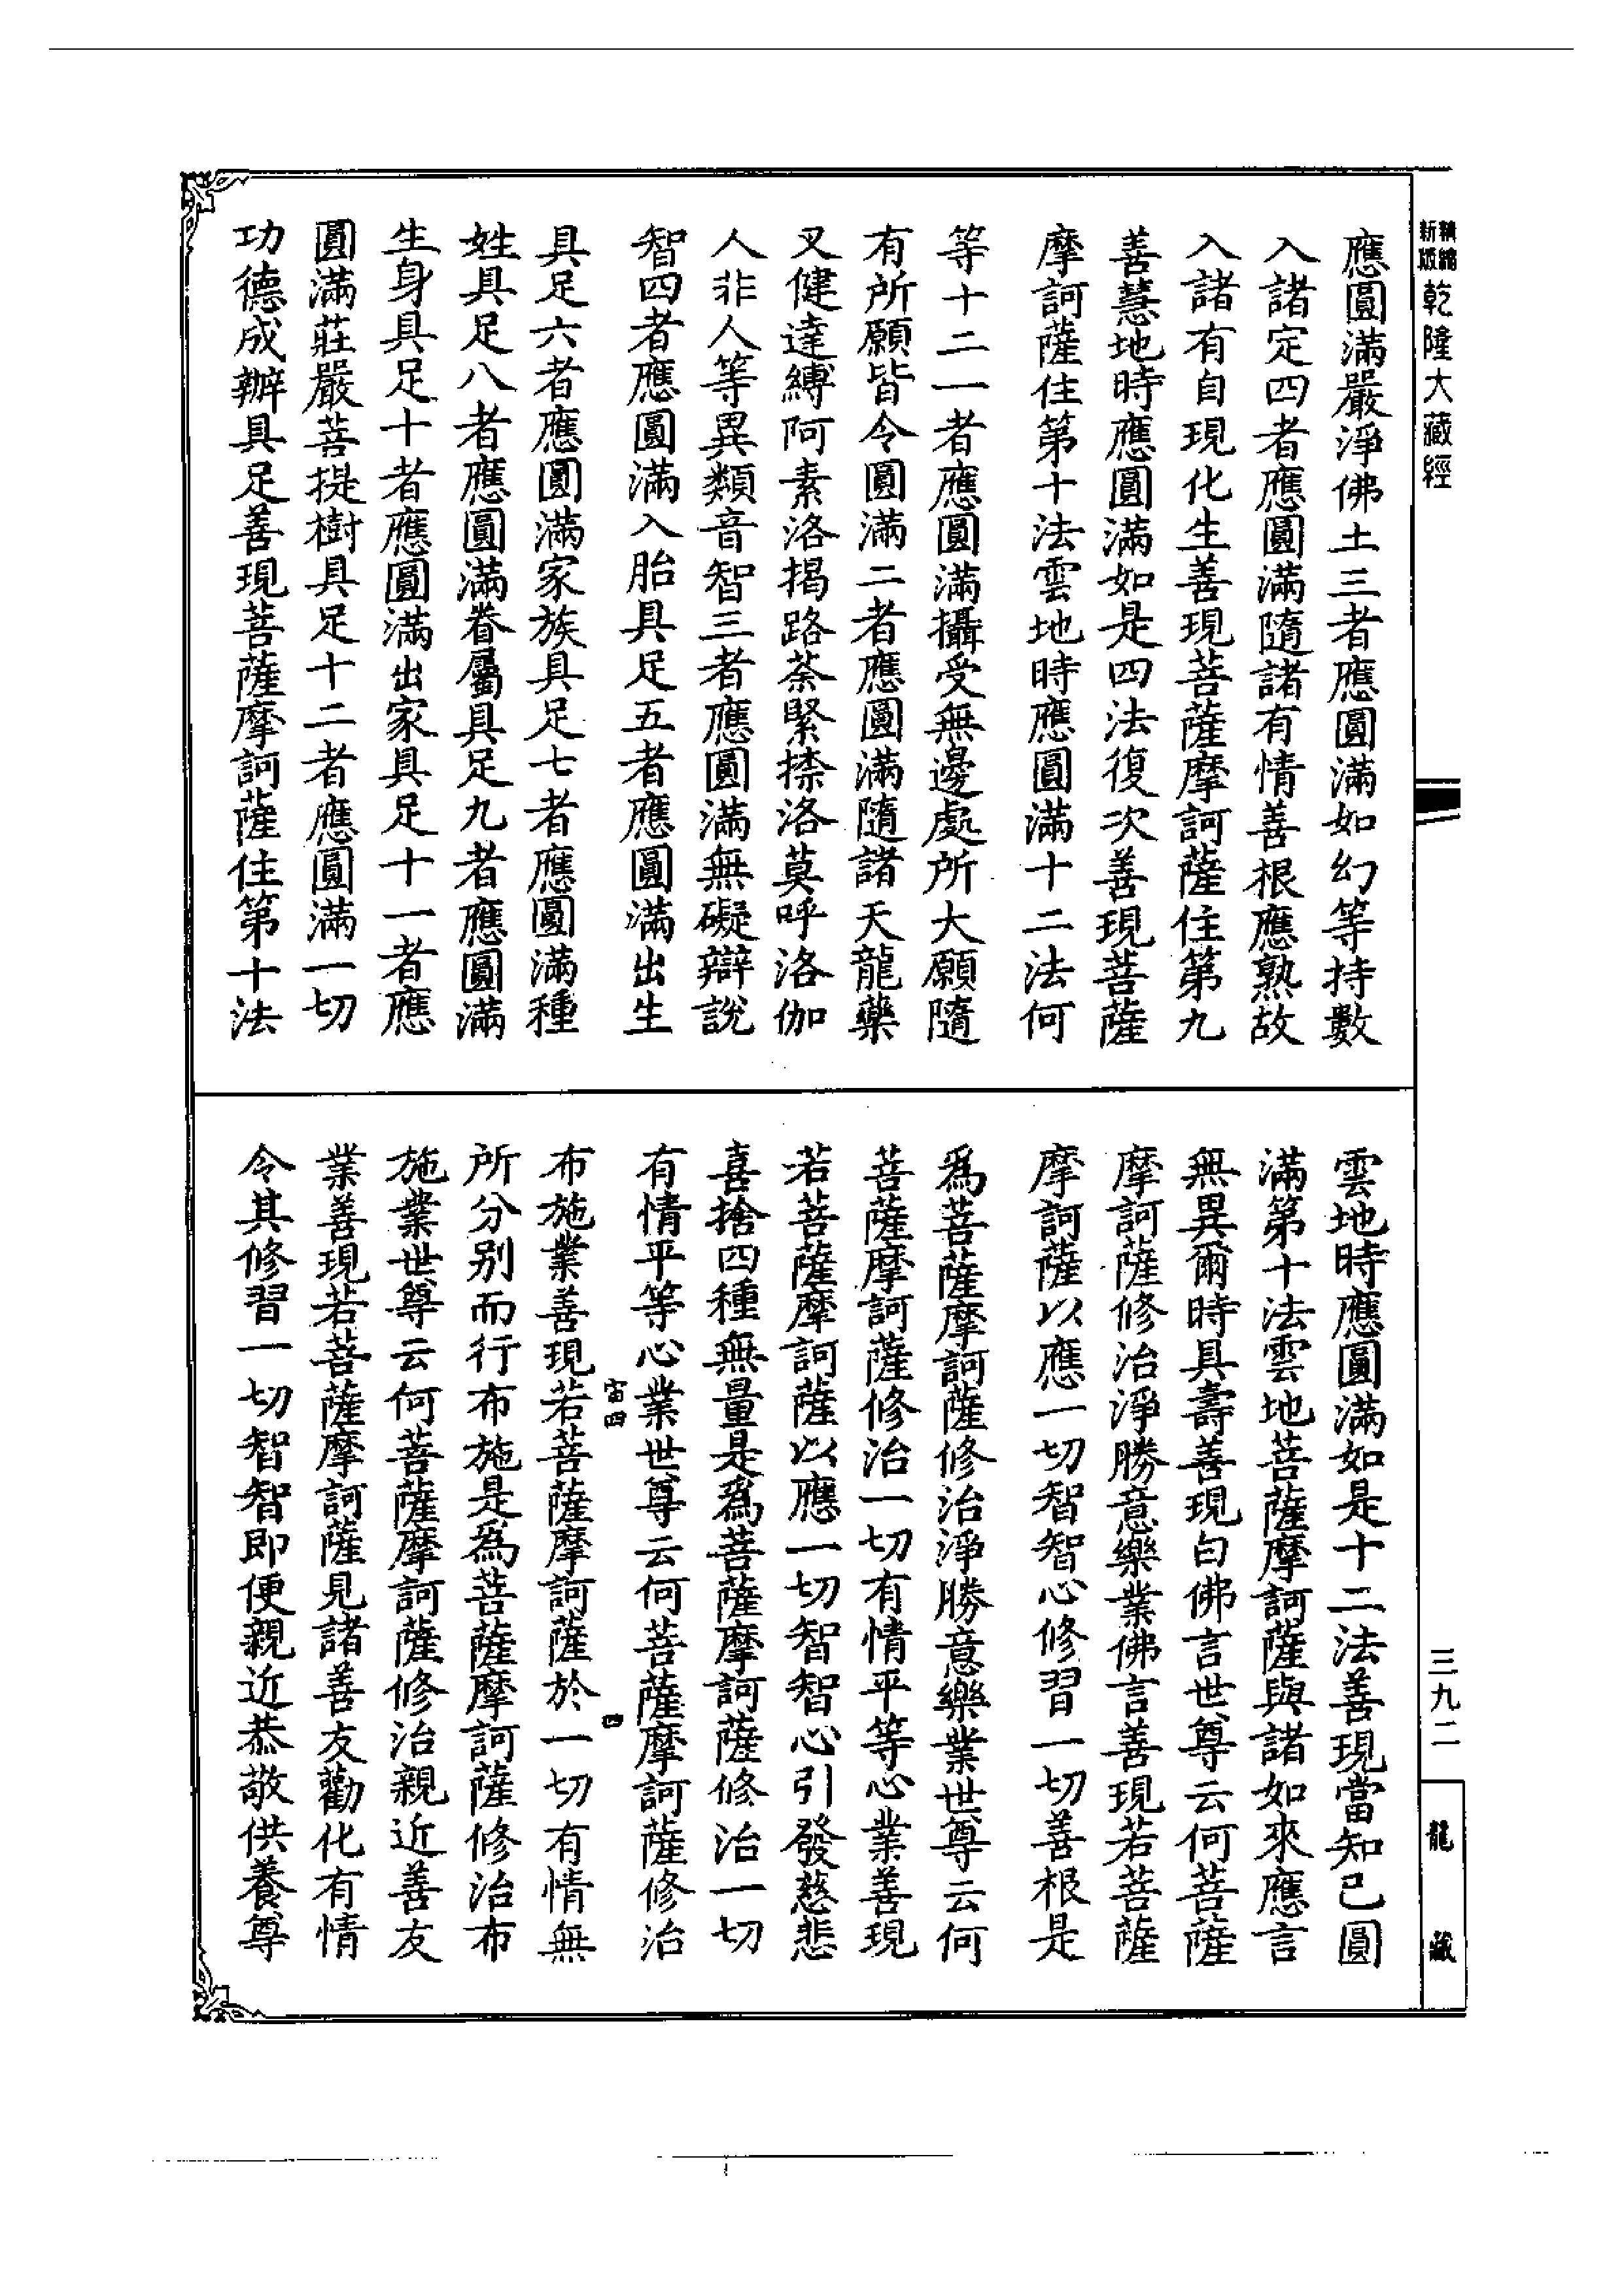 精縮
新版
乾隆大藏經
三九二
龍藏
應圓滿嚴淨佛土三者應圓滿如幻等持數
入諸定四者應圓滿隨諸有情善根應熟故
入諸有自現化生善現菩薩摩訶薩住第九
善慧地時應圓滿如是四法復次善現菩薩
摩訶薩住第十法雲地時應圓滿十二法何
等十二一者應圓滿攝受無邊處所大願隨
有所願皆令圓滿二者應圓滿隨諸天龍藥
叉健達縛阿素洛揭路荼緊捺洛莫呼洛伽
人非人等異類音智三者應圓滿無礙辯說
智四者應圓滿入胎具足五者應圓滿出生
具足六者應圓滿家族具足七者應圓滿種
姓具足八者應圓滿眷屬具足九者應圓滿
生身具足十者應圓滿出家具足十一者應
圓滿莊嚴菩提樹具足十二者應圓滿一切
功德成辦具足善現菩薩摩訶薩住第十法
雲地時應圓滿如是十二法善現當知已圓
滿第十法雲地菩薩摩訶薩與諸如來應言
無異爾時具壽善現白佛言世尊云何菩薩
摩訶薩修治淨勝意樂業佛言善現若菩薩
摩訶薩以應一切智智心修習一切善根是
爲菩薩摩訶薩修治淨勝意樂業世尊云何
菩薩摩訶薩修治一切有情平等心業善現
若菩薩摩訶薩以應一切智智心引發慈悲
喜捨四種無量是爲菩薩摩訶薩修治一切
有情平等心業世尊云何菩薩摩訶薩修治
宙四
四
布施業善現若菩薩摩訶薩於一切有情無
所分別而行布施是爲菩薩摩訶薩修治布
施業世尊云何菩薩摩訶薩修治親近善友
業善現若菩薩摩訶薩見諸善友勸化有情
令其修習一切智智即便親近恭敬供養尊